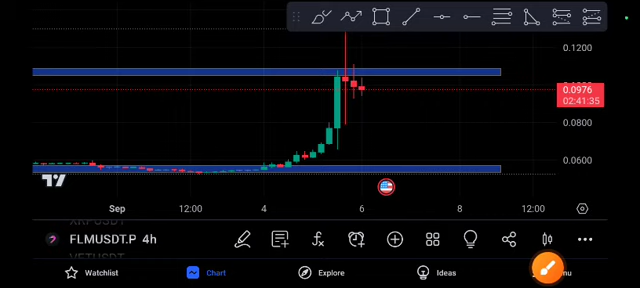 0.1200
0.0976
02:41:35
0.0800
0.0600
Sep 12:00 4 6 8 12:00
FLMUSDT.P 4h
Watchlist Chart Explore Ideas